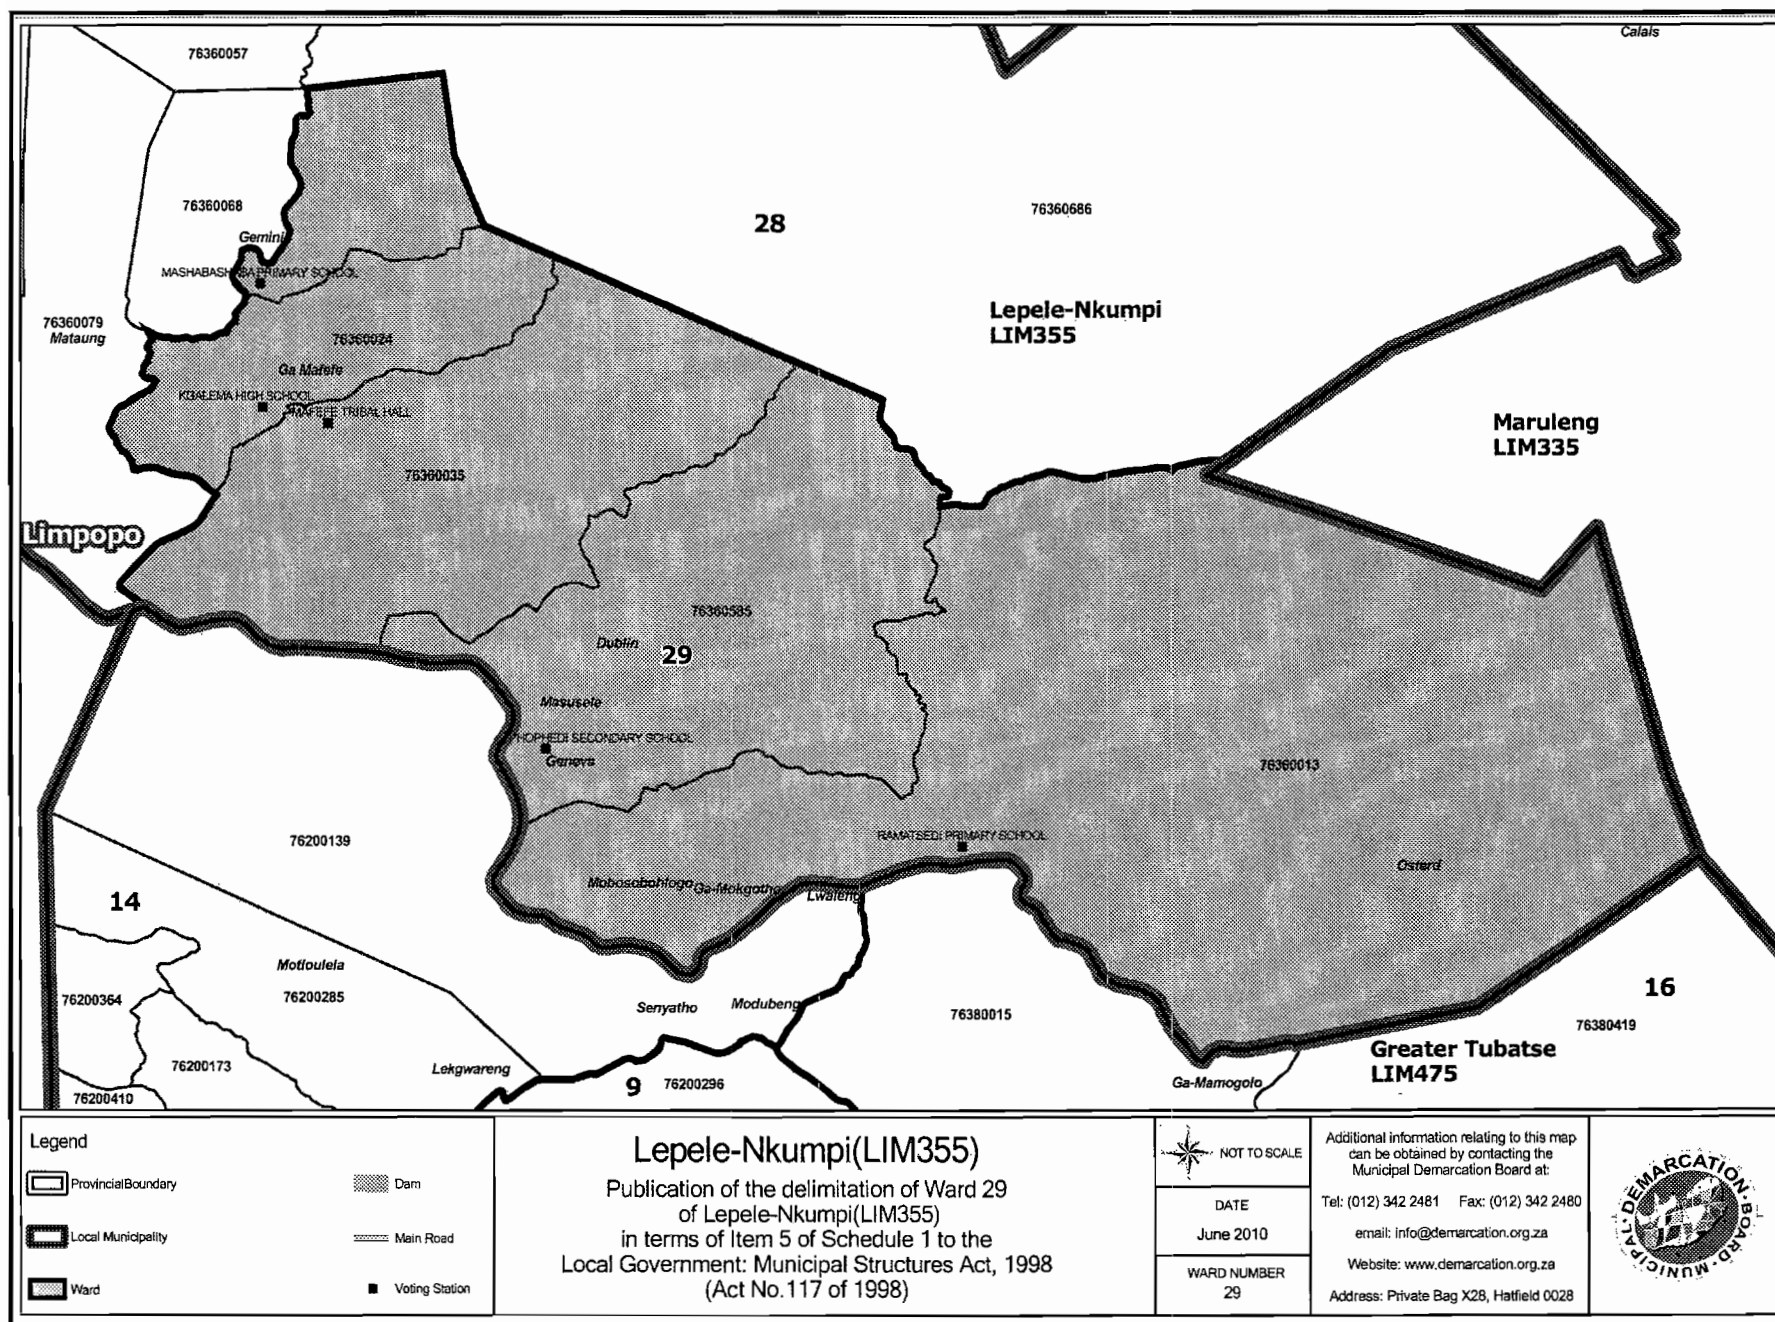 Calais
76360057
76360068
28
76360686
Gemini
MASHABASHABA PRIMARY SCHOOL
76360079
Mataung
Lepele-Nkumpi
LIM355
76360024
Ga Mafefe
KGALEMA HIGH SCHOOL
MAFEFE TRIBAL HALL
Maruleng
LIM335
76360035
Limpopo
76360585
Dublin
29
Masusele
PHOPHEDI SECONDARY SCHOOL
Geneva
76360013
76200139
RAMATSEDI PRIMARY SCHOOL
Osterd
Mobosobohlogo
Ga-Mokgotho
Lwaleng
14
Motloulela
76200364
76200285
Senyatho
Modubeng
76380015
16
76380419
76200173
Lekgwareng
9
76200296
Greater Tubatse
LIM475
Ga-Mamogolo
76200410
Legend
Provincial Boundary
Local Municipality
Ward
Dam
Main Road
Voting Station
Lepele-Nkumpi(LIM355)
Publication of the delimitation of Ward 29
of Lepele-Nkumpi(LIM355)
in terms of Item 5 of Schedule 1 to the
Local Government: Municipal Structures Act, 1998
(Act No.117 of 1998)
NOT TO SCALE
DATE
June 2010
WARD NUMBER
29
Additional information relating to this map
can be obtained by contacting the
Municipal Demarcation Board at:
Tel: (012) 342 2481 Fax: (012) 342 2480
email: info@demarcation.org.za
Website: www.demarcation.org.za
Address: Private Bag X28, Hatfield 0028
MUNICIPAL·DEMARCATION·BOARD·